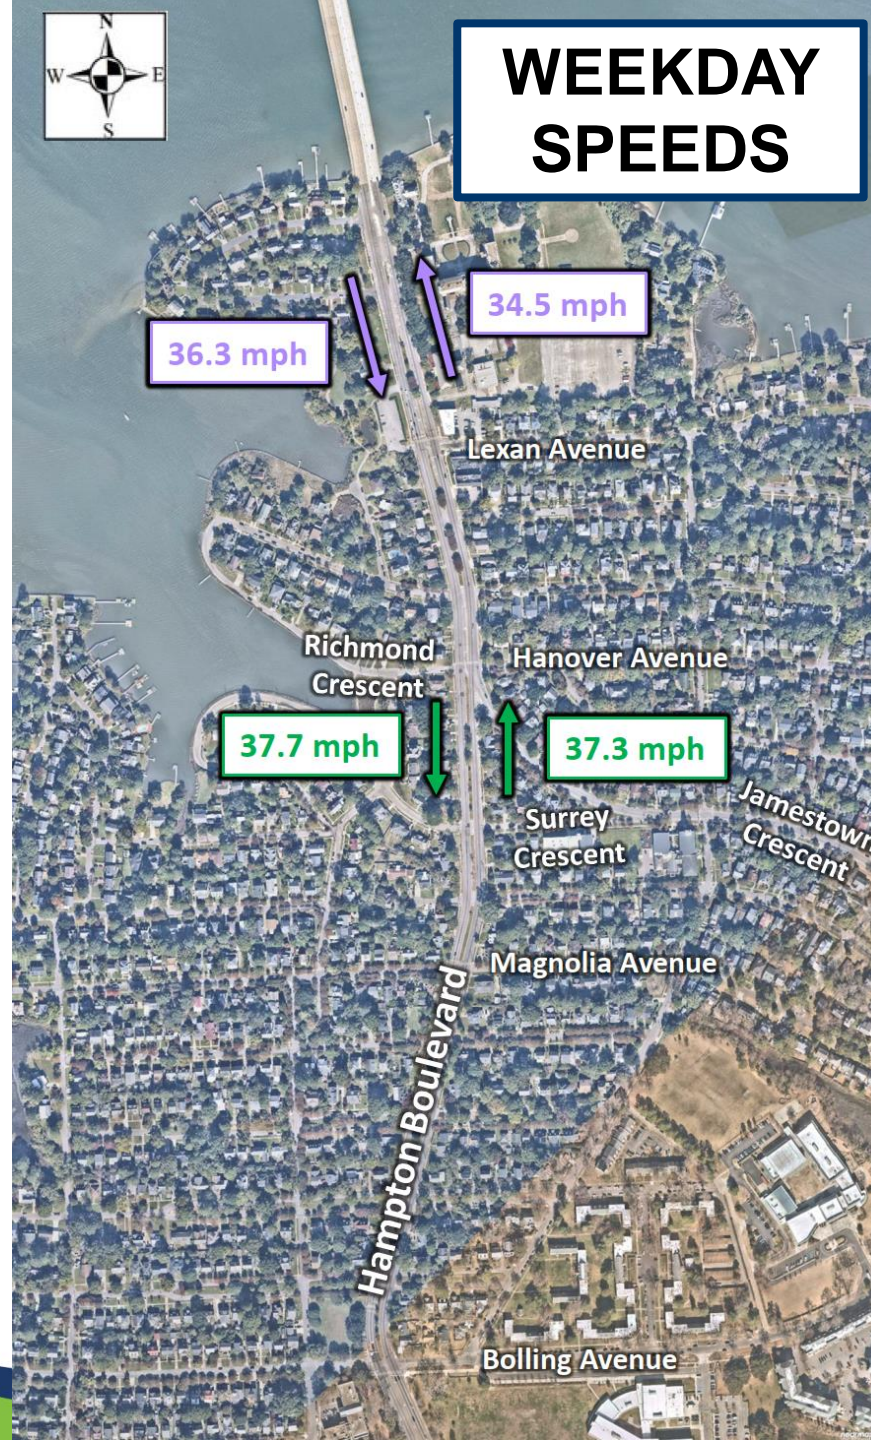 N
W E
S
WEEKDAY
SPEEDS
34.5 mph
36.3 mph
Lexan Avenue
Richmond
Crescent
Hanover Avenue
37.7 mph
37.3 mph
Surrey
Crescent
Jamestown
Crescent
Magnolia Avenue
Hampton Boulevard
Bolling Avenue